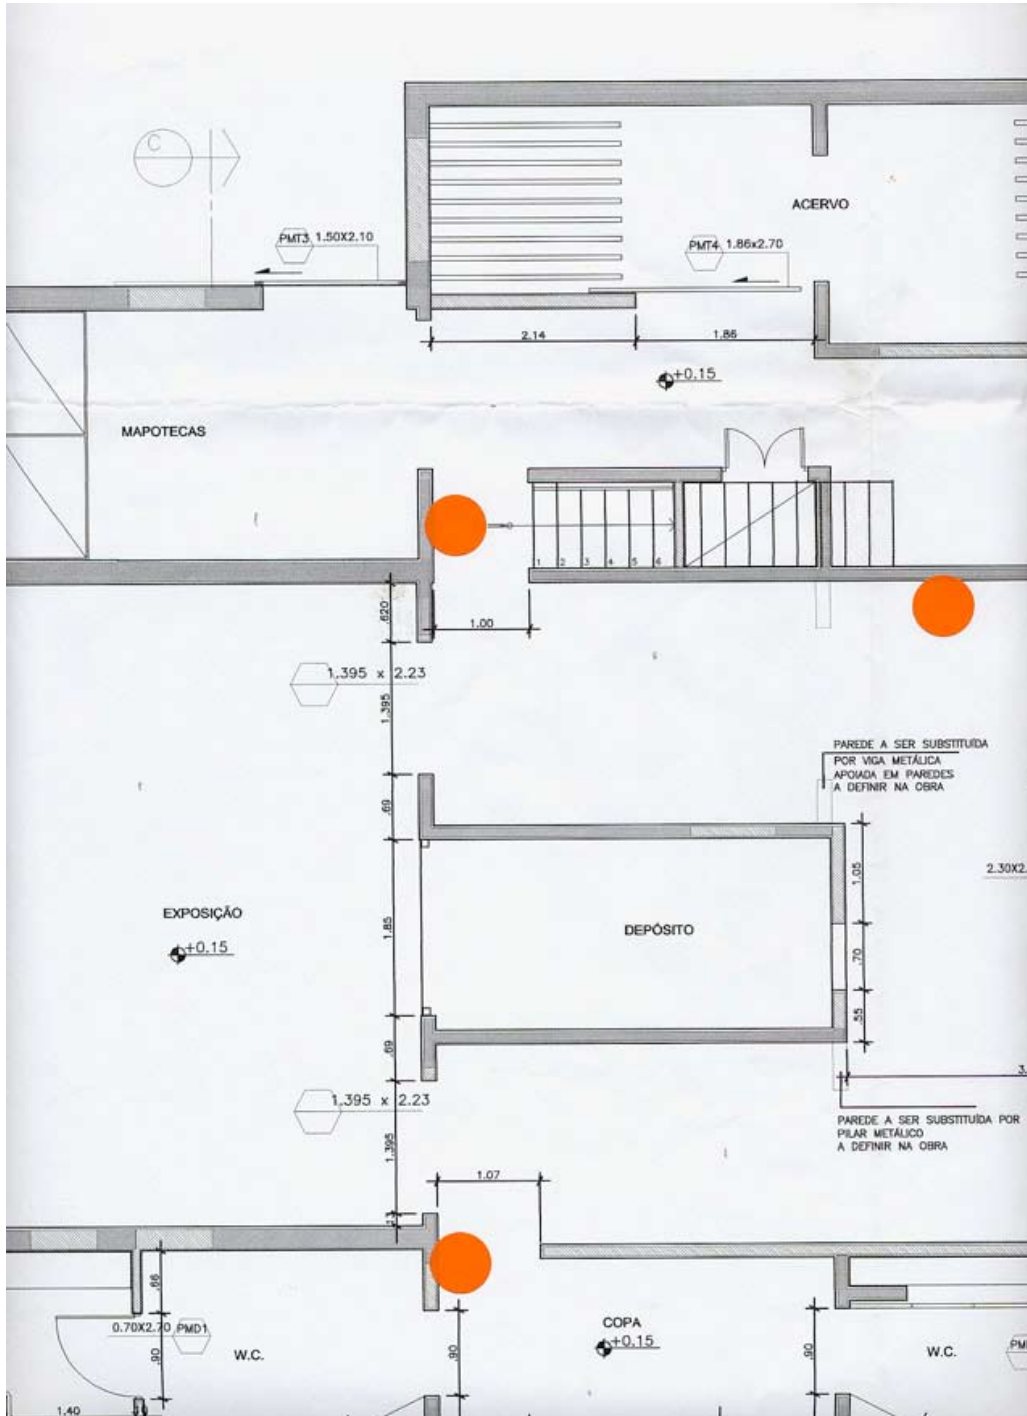 C
PMT3 1.50X2.10
ACERVO
PMT4 1.86x2.70
2.14
1.86
+0.15
MAPOTECAS
1
2
3
4
5
6
.620
1.00
1.395 x 2.23
1.395
PAREDE A SER SUBSTITUÍDA
POR VIGA METÁLICA
APOIADA EM PAREDES
A DEFINIR NA OBRA
.69
1.05
2.30X2.
EXPOSIÇÃO
+0.15
1.85
DEPÓSITO
.70
.55
.69
3.
1.395 x 2.23
PAREDE A SER SUBSTITUÍDA POR
PILAR METÁLICO
A DEFINIR NA OBRA
1.395
1.07
.66
0.70X2.70 PMD1
.90
W.C.
.90
COPA
+0.15
.90
W.C.
PM
1.40